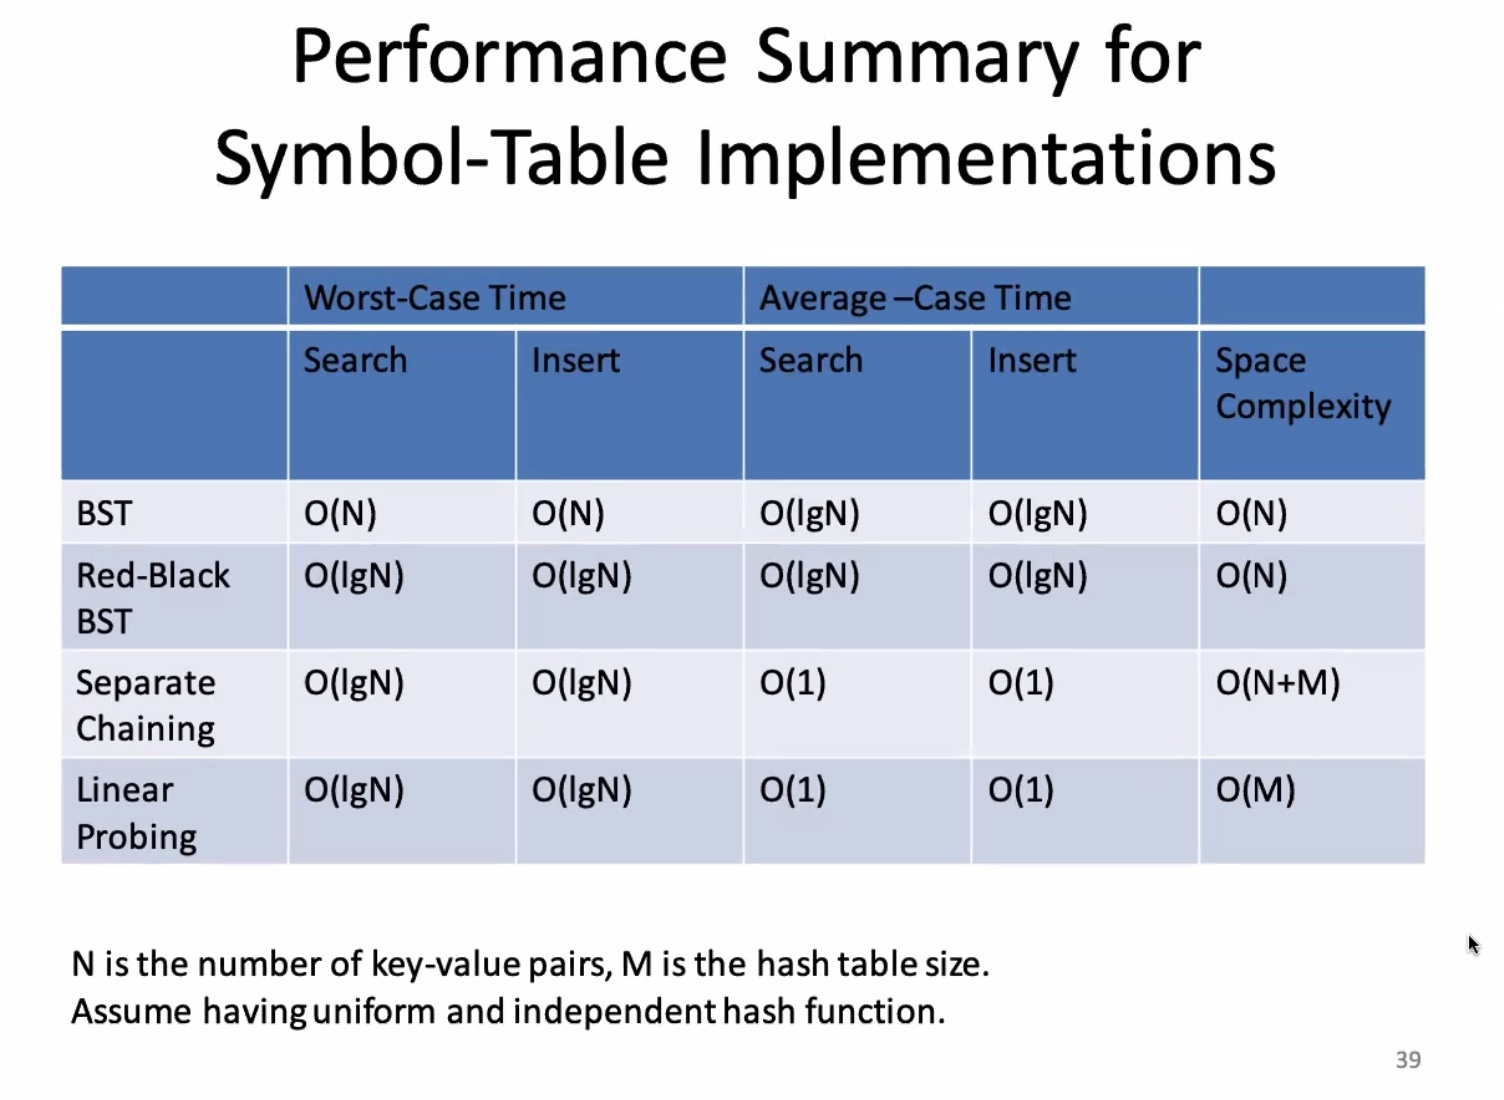 Performance Summary for
Symbol-Table Implementations
Worst-Case Time Average –Case Time
Search Insert Search Insert Space
Complexity
BST O(N) O(N) O(lgN) O(lgN) O(N)
Red-Black O(lgN) O(lgN) O(lgN) O(lgN) O(N)
BST
Separate O(lgN) O(lgN) O(1) O(1) O(N+M)
Chaining
Linear O(lgN) O(lgN) O(1) O(1) O(M)
Probing
N is the number of key-value pairs, M is the hash table size.
Assume having uniform and independent hash function.
39